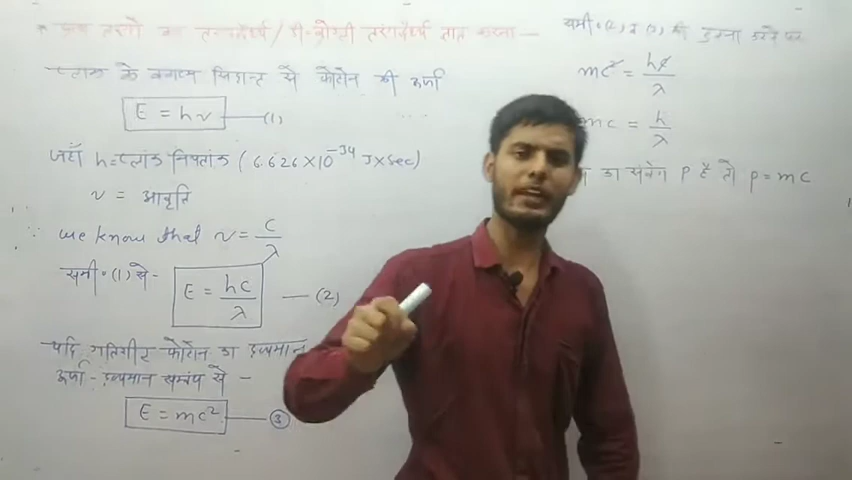 * द्रव्य तरंगों का तरंगदैर्ध्य / डी-ब्रोग्ली तरंगदैर्ध्य ज्ञात करना -
प्लांक के क्वाण्टम सिद्धान्त से फोटोन की ऊर्जा
E = hν —(1)
जहाँ h = प्लांक नियतांक (6.626×10⁻³⁴ J×Sec)
ν = आवृति
∵ we know that ν = c/λ
समी॰(1) से-
E = hc/λ — (2)
यदि गतिशील फोटोन का द्रव्यमान
ऊर्जा-द्रव्यमान सम्बंध से -
E = mc² — (3)
समी॰(2) व (3) की तुलना करने पर
mc² = hc/λ
mc = h/λ
का संवेग P है तो p = mc